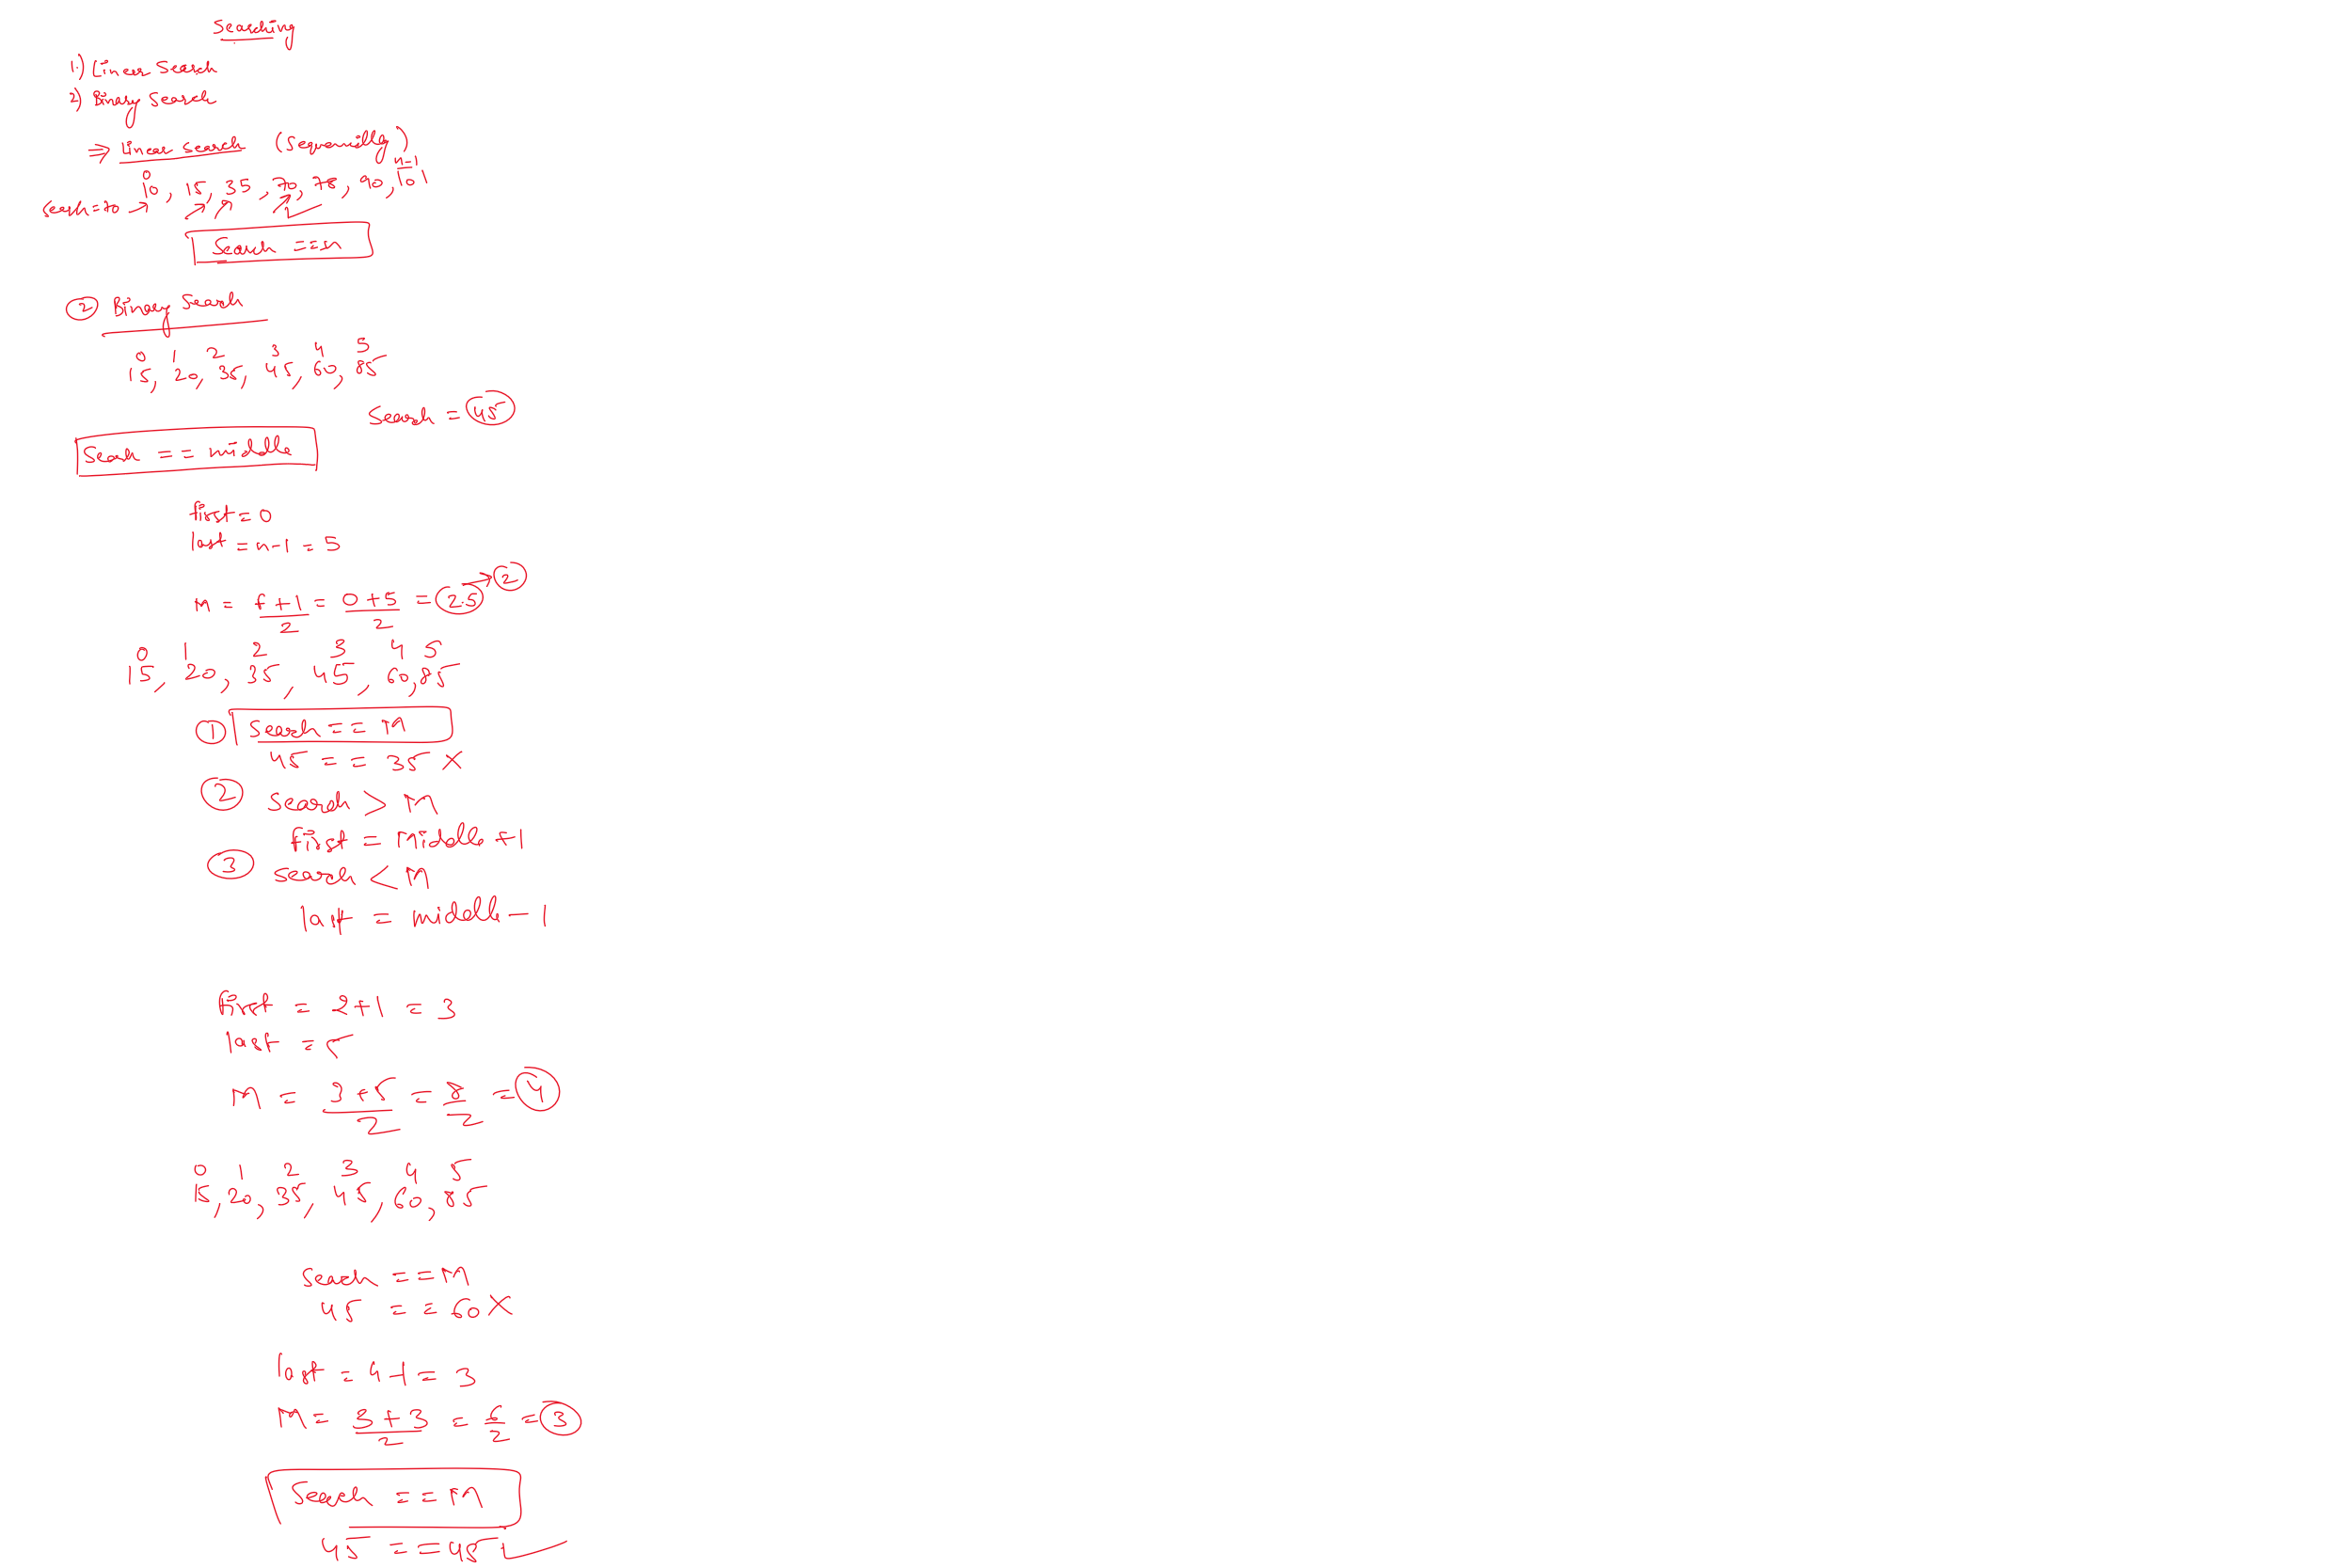 Searching
1.) Linear Search
2) Binary Search
⇒ Linear Search (Sequenially)
0 n-1
10, 15, 35, 70, 78, 90, 101
Search=70
Search ==n
② Binary Search
0 1 2 3 4 5
15, 20, 35, 45, 60, 85
Search = 45
Search == middle
first = 0
last = n-1 = 5
M = f+l/2 = 0+5/2 = 2.5 → 2
0 1 2 3 4 5
15, 20, 35, 45, 60, 85
① Search == M
45 == 35 X
② Search > M
first = Middle +1
③ Search < M
last = middle - 1
first = 2+1 = 3
last = 5
M = 3+5/2 = 8/2 = 4
0 1 2 3 4 5
15, 20, 35, 45, 60, 85
Search == M
45 == 60 X
last = 4-1 = 3
M = 3+3/2 = 6/2 = 3
Search == M
45 == 45 ✓